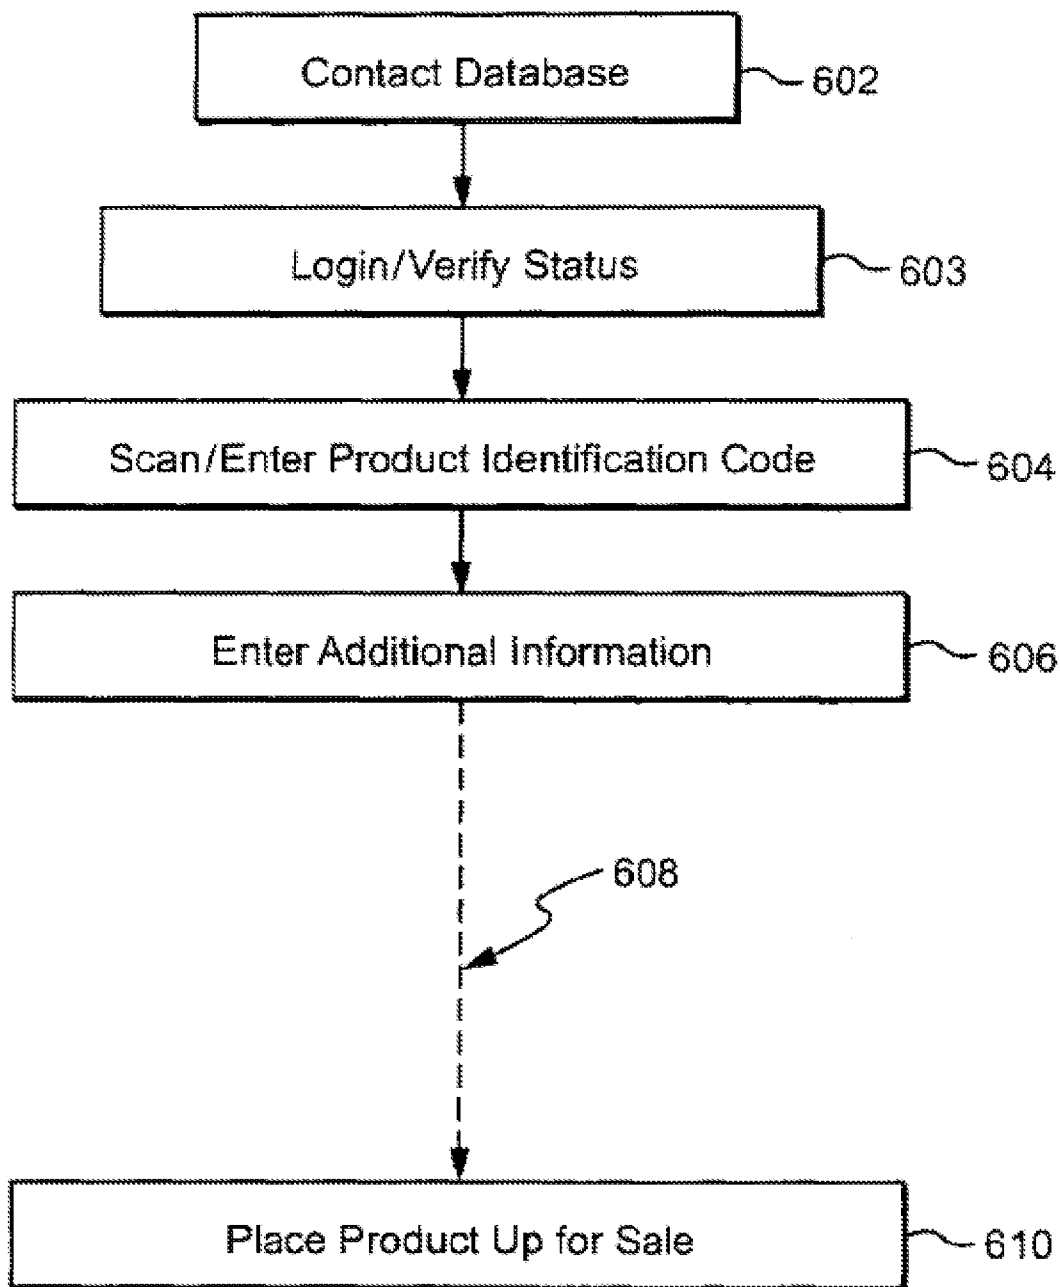 Contact Database
602
Login/Verify Status
603
Scan/Enter Product Identification Code
604
Enter Additional Information
606
608
Place Product Up for Sale
610